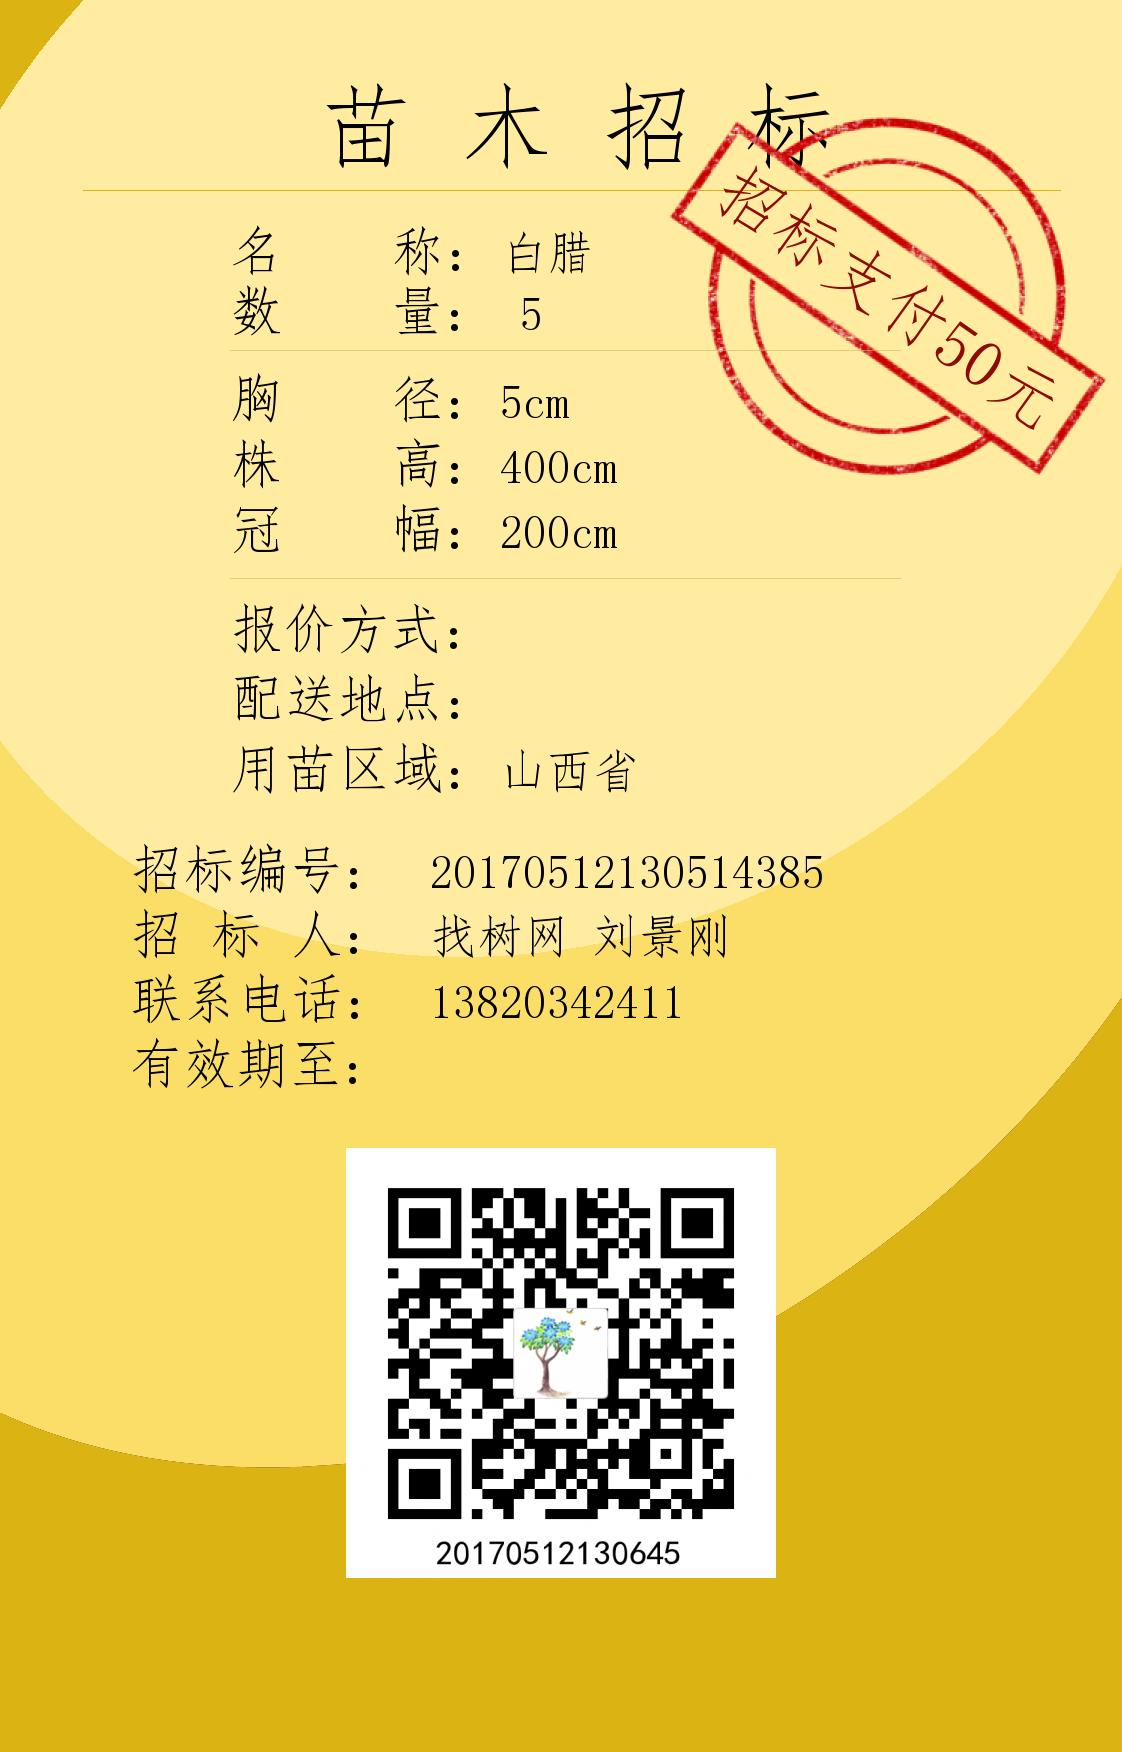 苗木招标
招标支付50元
名称：白腊
数量：5
胸径：5cm
株高：400cm
冠幅：200cm
报价方式：
配送地点：
用苗区域：山西省
招标编号：20170512130514385
招标人：找树网 刘景刚
联系电话：13820342411
有效期至：
20170512130645